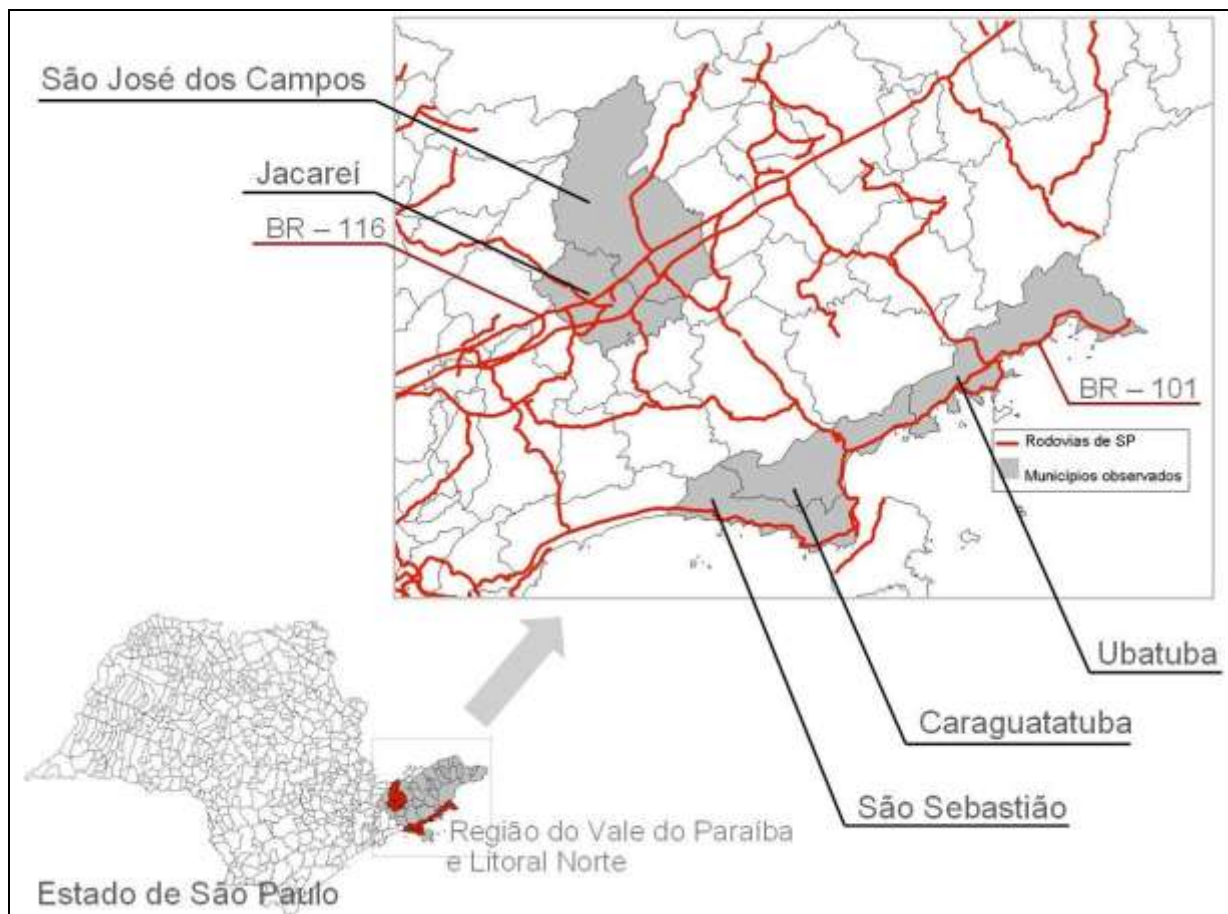 São José dos Campos
Jacareí
BR – 116
BR – 101
Rodovias de SP
Municípios observados
Ubatuba
Caraguatatuba
São Sebastião
Região do Vale do Paraíba
e Litoral Norte
Estado de São Paulo